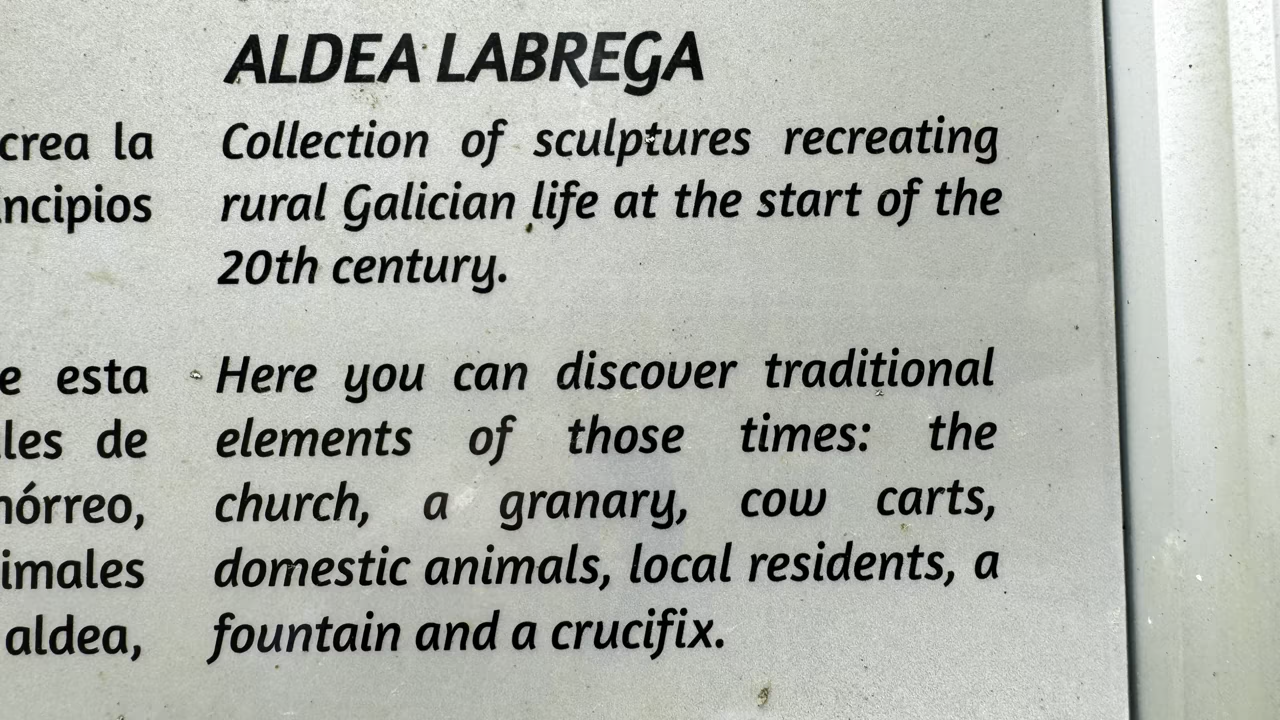 ALDEA LABREGA
crea la
ncipios
e esta
les de
hórreo,
imales
aldea,
Collection of sculptures recreating
rural Galician life at the start of the
20th century.
Here you can discover traditional
elements of those times: the
church, a granary, cow carts,
domestic animals, local residents, a
fountain and a crucifix.